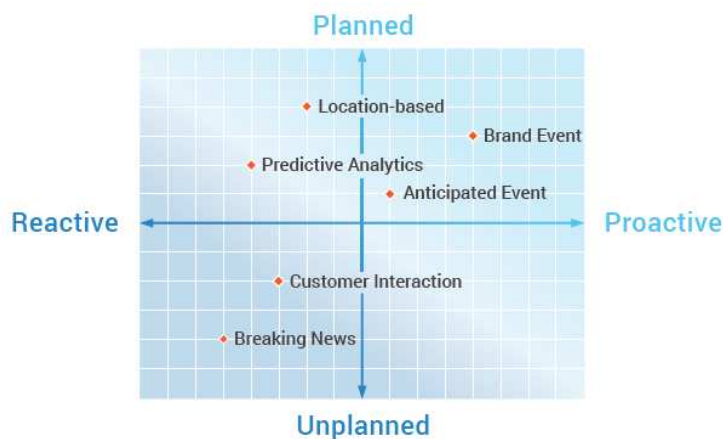 Planned
Location-based
Brand Event
Predictive Analytics
Anticipated Event
Reactive
Proactive
Customer Interaction
Breaking News
Unplanned